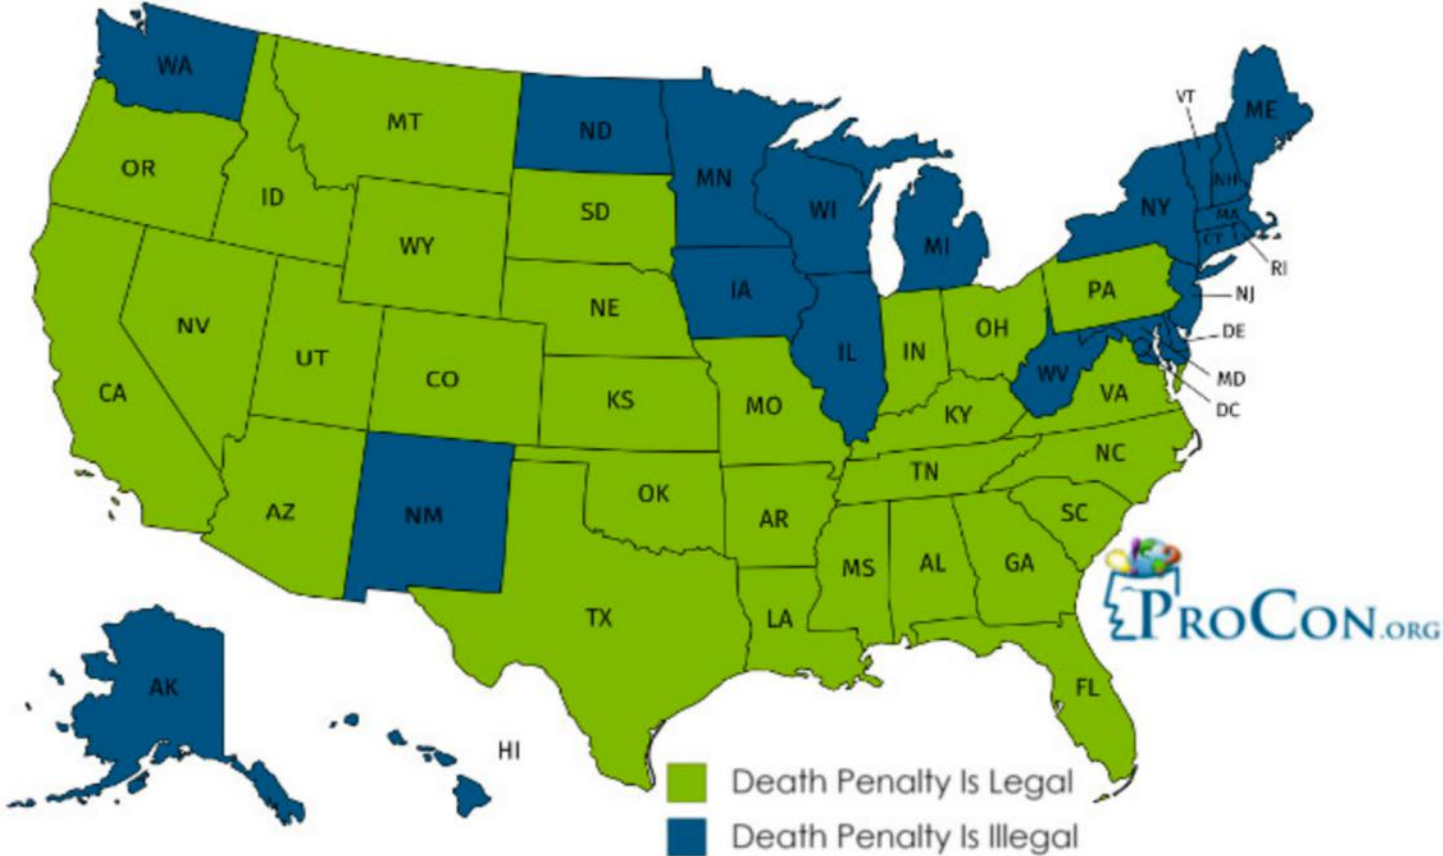 WA
MT
ND
MN
VT
ME
OR
ID
SD
WI
MI
NY
NH
MA
CT
RI
WY
IA
NE
PA
NJ
NV
UT
CO
IL
IN
OH
DE
MD
DC
CA
KS
MO
WV
KY
VA
NC
TN
AZ
NM
OK
AR
SC
MS
AL
GA
TX
LA
PROCON.ORG
FL
AK
HI
Death Penalty Is Legal
Death Penalty Is Illegal